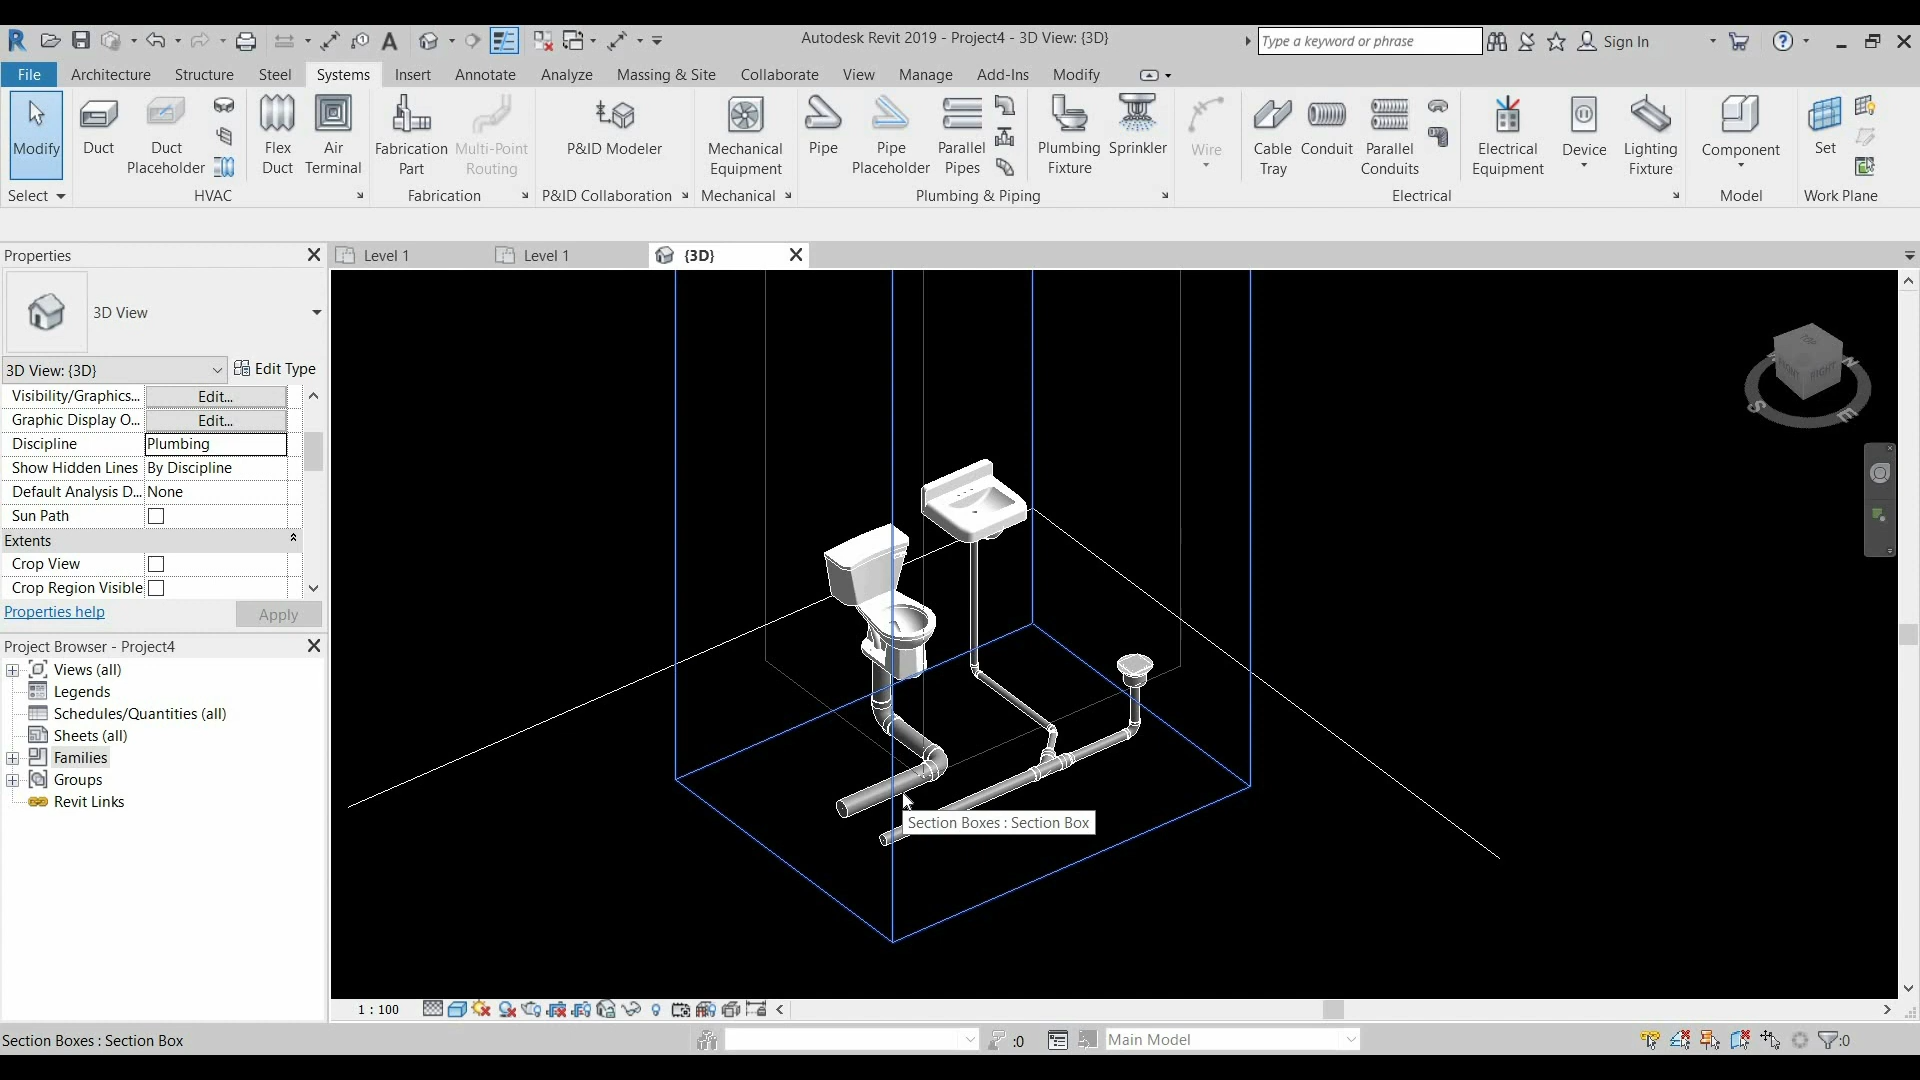 Autodesk Revit 2019 - Project4 - 3D View: {3D}
Type a keyword or phrase
Sign In
File Architecture Structure Steel Systems Insert Annotate Analyze Massing & Site Collaborate View Manage Add-Ins Modify
Modify
Duct
Duct Placeholder
Flex Duct
Air Terminal
Fabrication Part
Multi-Point Routing
P&ID Modeler
Mechanical Equipment
Pipe
Pipe Placeholder
Parallel Pipes
Plumbing Fixture
Sprinkler
Wire
Cable Tray
Conduit
Parallel Conduits
Electrical Equipment
Device
Lighting Fixture
Component
Set
Select HVAC Fabrication P&ID Collaboration Mechanical Plumbing & Piping Electrical Model Work Plane
Properties
Level 1
Level 1
{3D}
3D View
3D View: {3D}
Edit Type
Visibility/Graphics... Edit...
Graphic Display O... Edit...
Discipline Plumbing
Show Hidden Lines By Discipline
Default Analysis D... None
Sun Path
Extents
Crop View
Crop Region Visible
Properties help
Apply
Project Browser - Project4
Views (all)
Legends
Schedules/Quantities (all)
Sheets (all)
Families
Groups
Revit Links
TOP
FRONT
RIGHT
N
S
E
Section Boxes : Section Box
1 : 100
Section Boxes : Section Box
:0
Main Model
:0